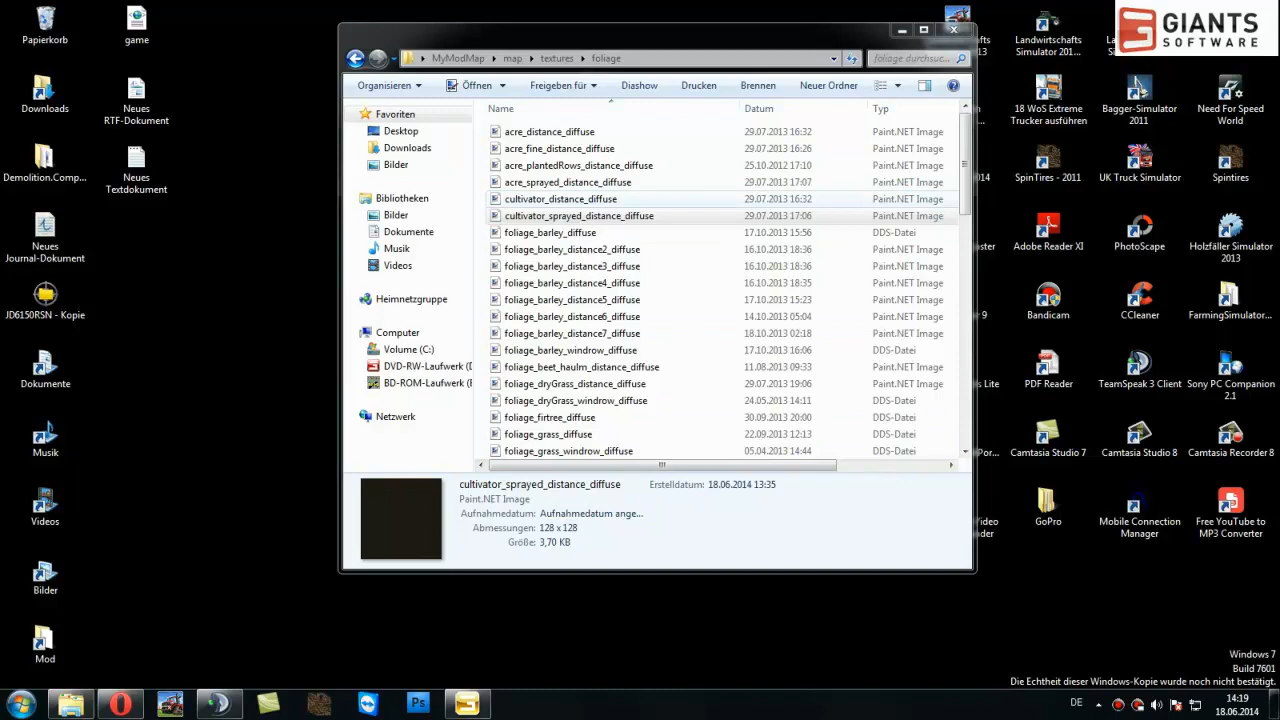 Papierkorb
game
Downloads
Neues
RTF-Dokument
Demolition.Comp...
Neues
Textdokument
Neues
Journal-Dokument
JD6150RSN - Kopie
Dokumente
Musik
Videos
Bilder
Mod
MyModMap
map
textures
foliage
foliage durchsuc...
Organisieren
Öffnen
Freigeben für
Diashow
Drucken
Brennen
Neuer Ordner
Favoriten
Desktop
Downloads
Bilder
Bibliotheken
Bilder
Dokumente
Musik
Videos
Heimnetzgruppe
Computer
Volume (C:)
DVD-RW-Laufwerk (D
BD-ROM-Laufwerk (E
Netzwerk
Name Datum Typ
acre_distance_diffuse 29.07.2013 16:32 Paint.NET Image
acre_fine_distance_diffuse 29.07.2013 16:26 Paint.NET Image
acre_plantedRows_distance_diffuse 25.10.2012 17:10 Paint.NET Image
acre_sprayed_distance_diffuse 29.07.2013 17:07 Paint.NET Image
cultivator_distance_diffuse 29.07.2013 16:32 Paint.NET Image
cultivator_sprayed_distance_diffuse 29.07.2013 17:06 Paint.NET Image
foliage_barley_diffuse 17.10.2013 15:56 DDS-Datei
foliage_barley_distance2_diffuse 16.10.2013 18:36 Paint.NET Image
foliage_barley_distance3_diffuse 16.10.2013 18:36 Paint.NET Image
foliage_barley_distance4_diffuse 16.10.2013 18:35 Paint.NET Image
foliage_barley_distance5_diffuse 17.10.2013 15:23 Paint.NET Image
foliage_barley_distance6_diffuse 14.10.2013 05:04 Paint.NET Image
foliage_barley_distance7_diffuse 18.10.2013 02:18 Paint.NET Image
foliage_barley_windrow_diffuse 17.10.2013 16:06 DDS-Datei
foliage_beet_haulm_distance_diffuse 11.08.2013 09:33 Paint.NET Image
foliage_dryGrass_distance_diffuse 29.07.2013 19:06 Paint.NET Image
foliage_dryGrass_windrow_diffuse 24.05.2013 14:11 DDS-Datei
foliage_firtree_diffuse 30.09.2013 20:00 DDS-Datei
foliage_grass_diffuse 22.09.2013 12:13 DDS-Datei
foliage_grass_windrow_diffuse 05.04.2013 14:44 DDS-Datei
cultivator_sprayed_distance_diffuse Erstelldatum: 18.06.2014 13:35
Paint.NET Image
Aufnahmedatum: Aufnahmedatum ange...
Abmessungen: 128 x 128
Größe: 3,70 KB
GIANTS
SOFTWARE
Landwirtschafts
Simulator 201...
18 WoS Extreme
Trucker ausführen
Bagger-Simulator
2011
Need For Speed
World
SpinTires - 2011
UK Truck Simulator
Spintires
Adobe Reader XI
PhotoScape
Holzfäller Simulator
2013
Bandicam
CCleaner
FarmingSimulator...
PDF Reader
TeamSpeak 3 Client
Sony PC Companion
2.1
Camtasia Studio 7
Camtasia Studio 8
Camtasia Recorder 8
GoPro
Mobile Connection
Manager
Free YouTube to
MP3 Converter
Windows 7
Build 7601
Die Echtheit dieser Windows-Kopie wurde noch nicht bestätigt.
Ps
DE
14:19
18.06.2014